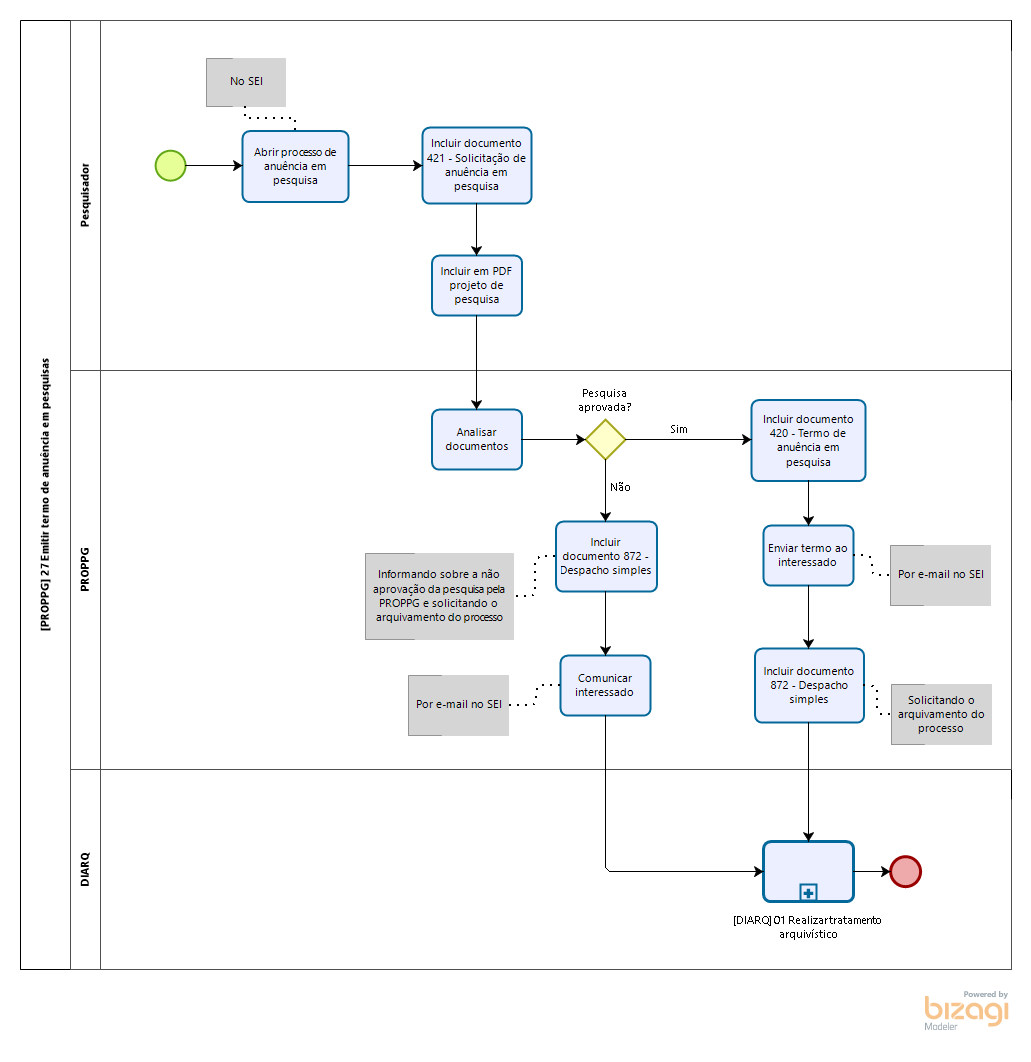 [PROPPG] 27 Emitir termo de anuência em pesquisas
Pesquisador
No SEI
Abrir processo de
anuência em
pesquisa
Incluir documento
421 - Solicitação de
anuência em
pesquisa
Incluir em PDF
projeto de
pesquisa
PROPPG
Analisar
documentos
Pesquisa
aprovada?
Sim
Não
Incluir documento
420 - Termo de
anuência em
pesquisa
Incluir
documento 872 -
Despacho simples
Informando sobre a não
aprovação da pesquisa pela
PROPPG e solicitando o
arquivamento do processo
Enviar termo ao
interessado
Por e-mail no SEI
Comunicar
interessado
Por e-mail no SEI
Incluir documento
872 - Despacho
simples
Solicitando o
arquivamento do
processo
DIARQ
[DIARQ] 01 Realizar tratamento
arquivístico
Powered by
bizagi
Modeler